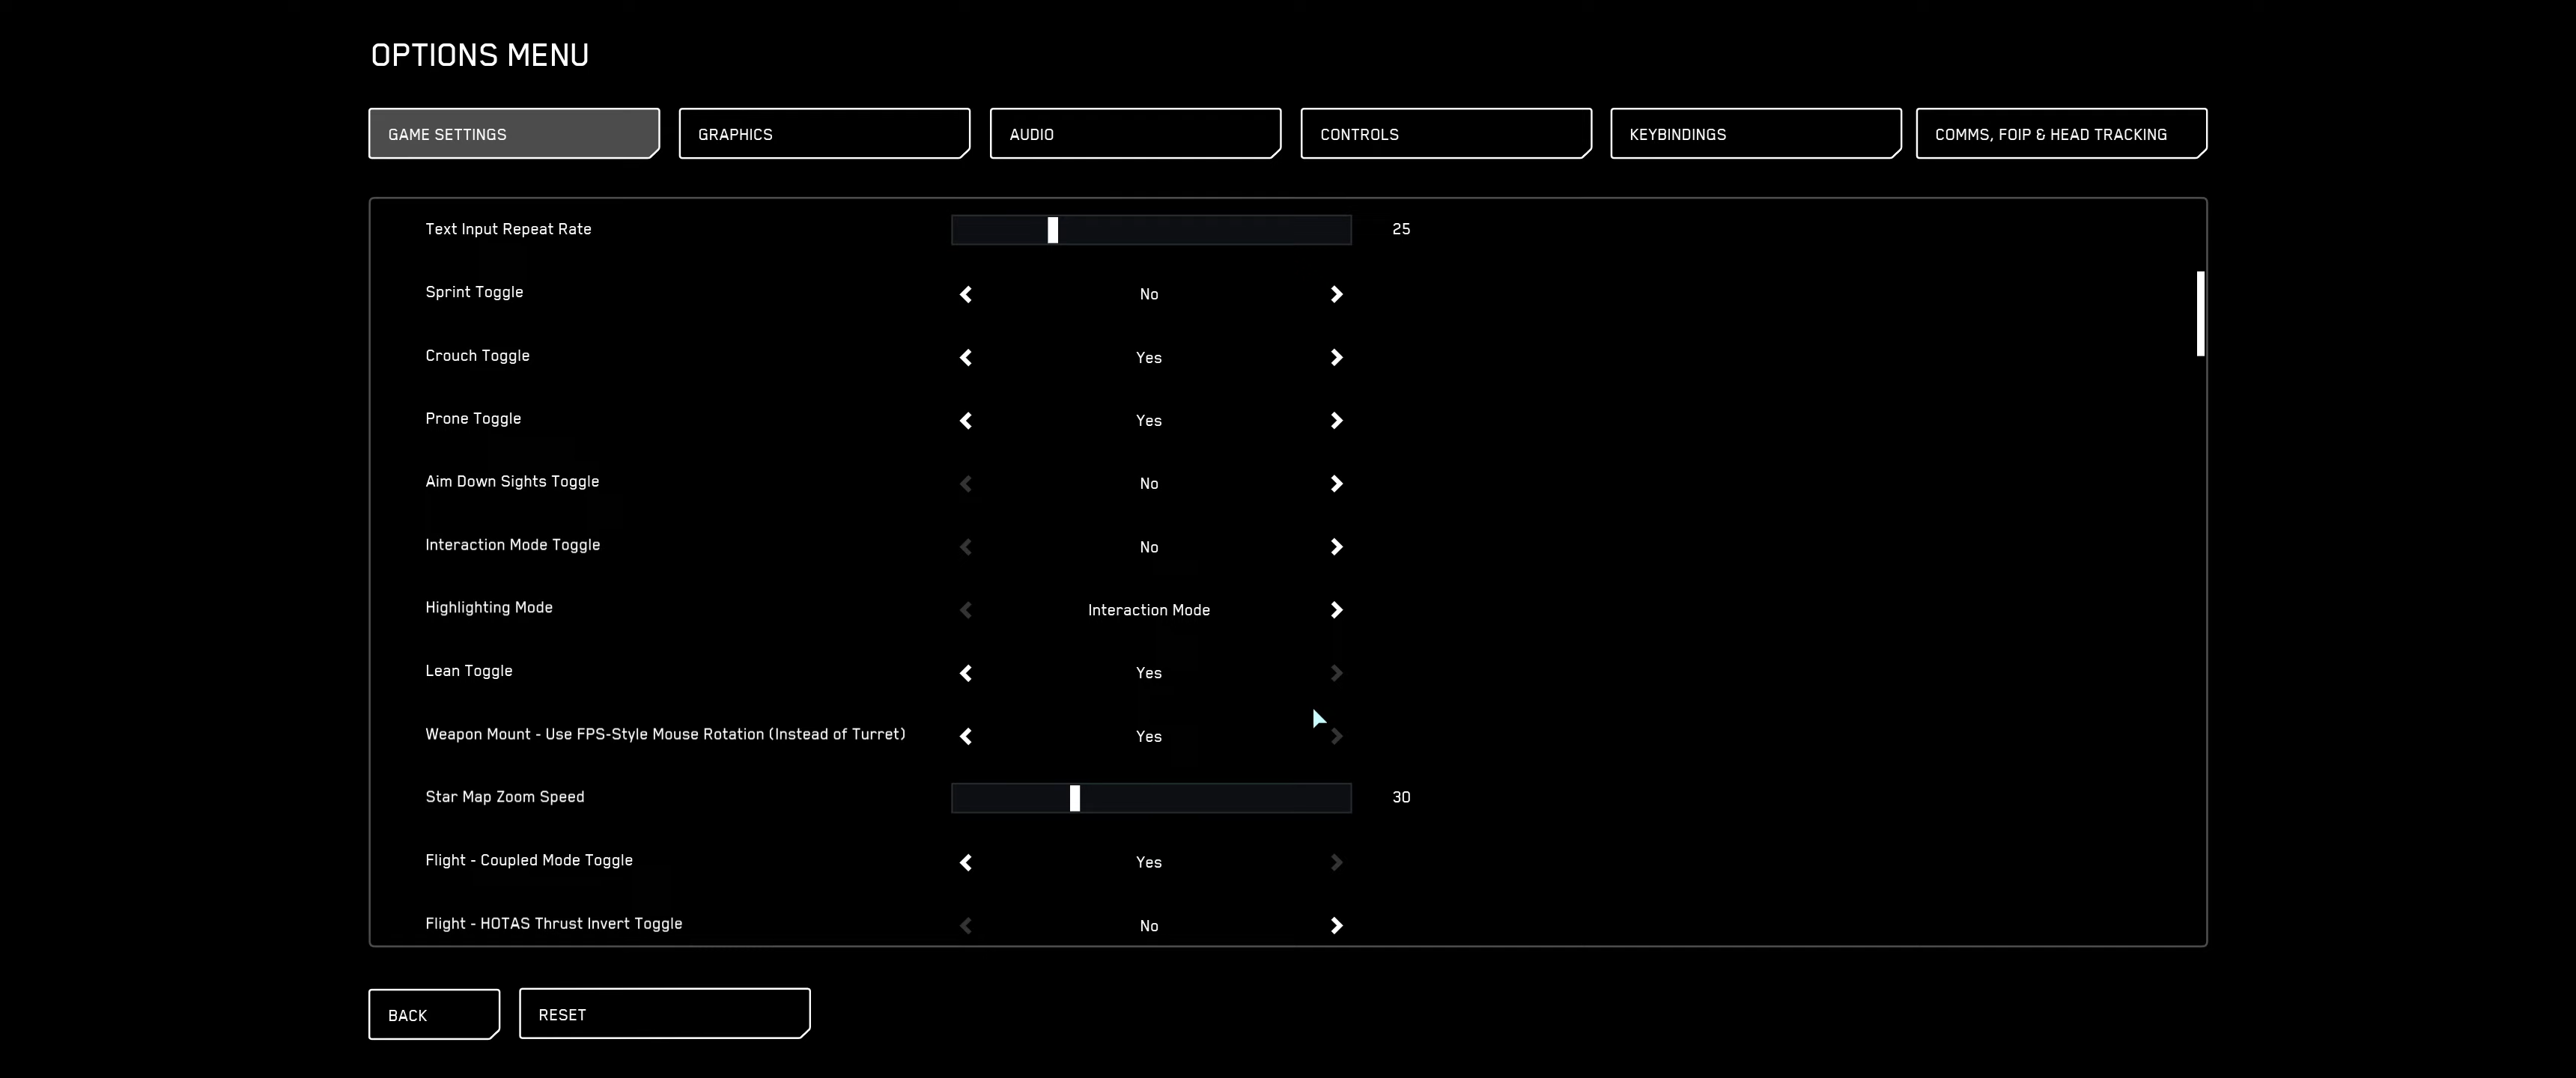 OPTIONS MENU
GAME SETTINGS GRAPHICS AUDIO CONTROLS KEYBINDINGS COMMS, FOIP & HEAD TRACKING
Text Input Repeat Rate 25
Sprint Toggle No
Crouch Toggle Yes
Prone Toggle Yes
Aim Down Sights Toggle No
Interaction Mode Toggle No
Highlighting Mode Interaction Mode
Lean Toggle Yes
Weapon Mount - Use FPS-Style Mouse Rotation (Instead of Turret) Yes
Star Map Zoom Speed 30
Flight - Coupled Mode Toggle Yes
Flight - HOTAS Thrust Invert Toggle No
BACK RESET